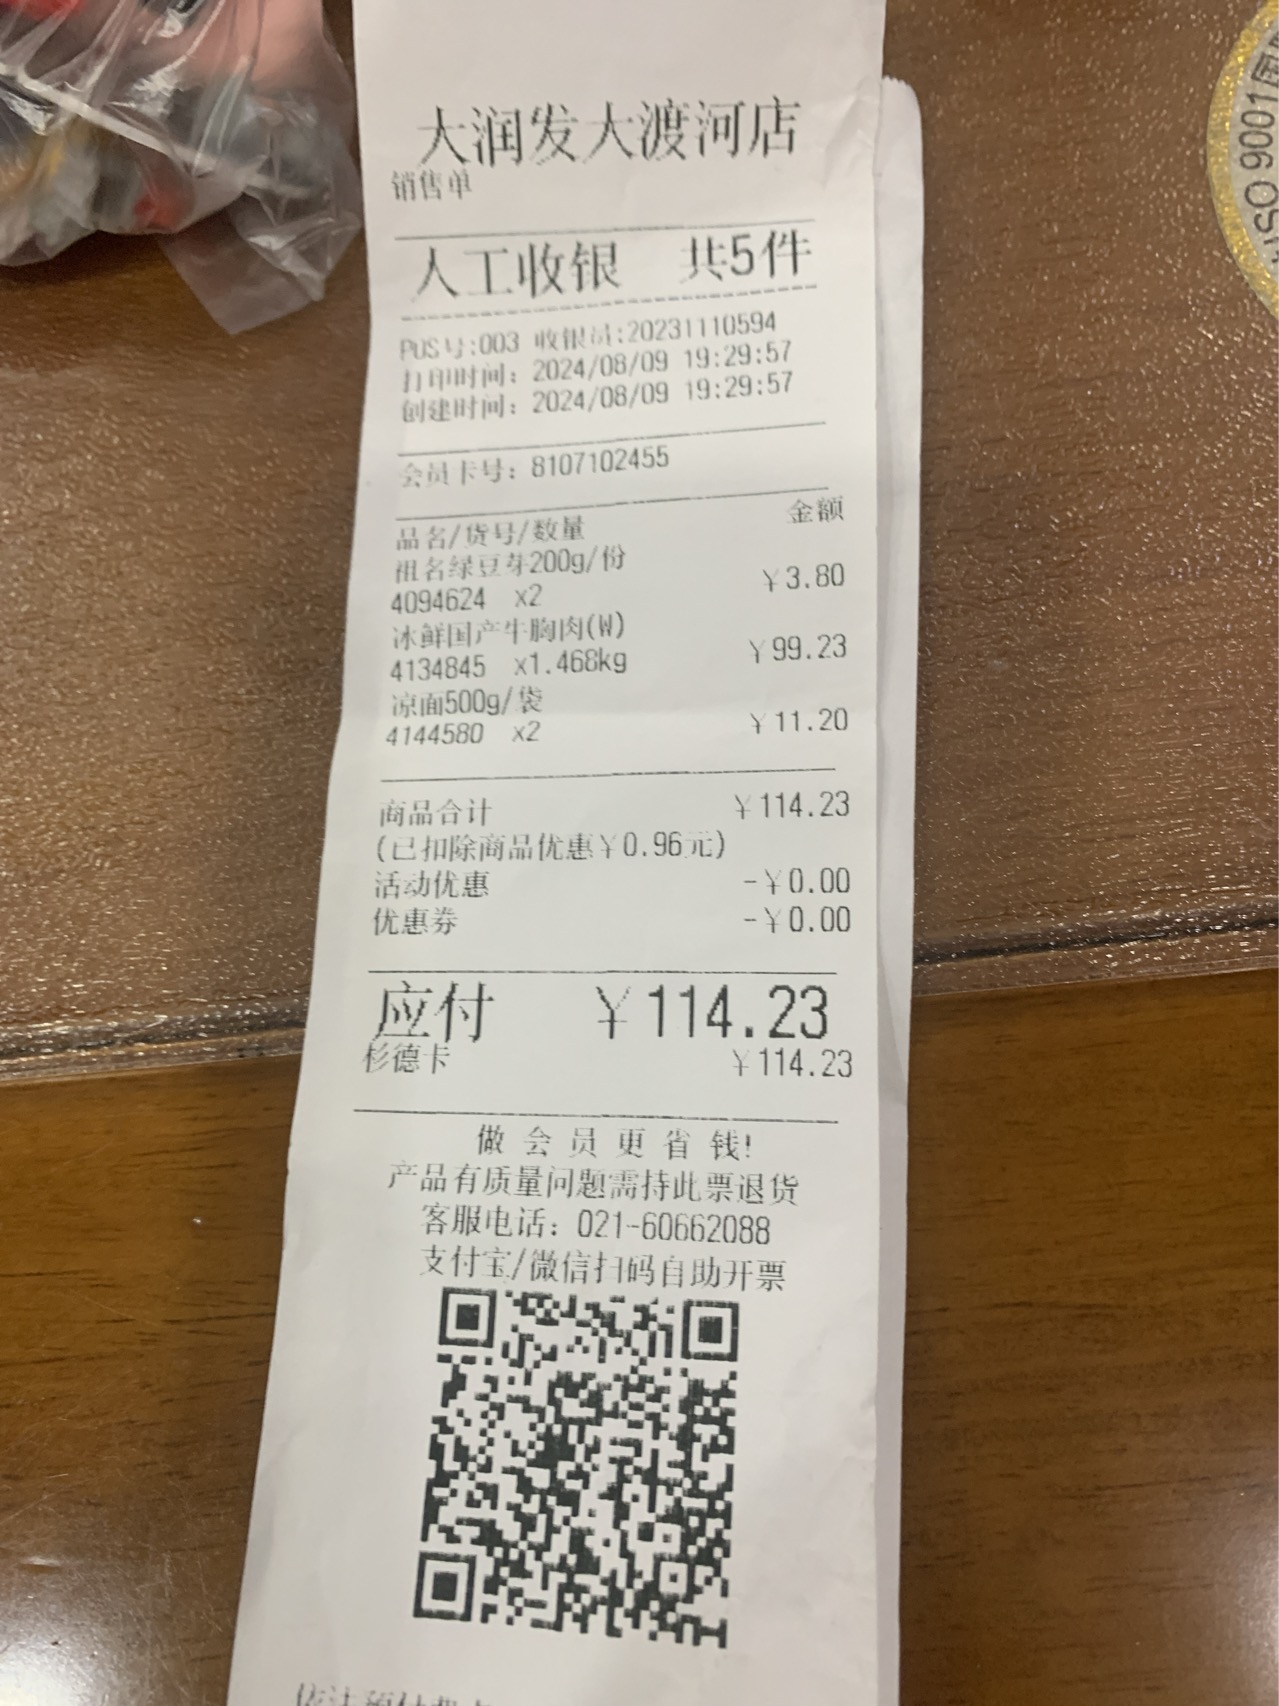 大润发大渡河店
销售单
人工收银 共5件
POS号:003 收银员:20231110594
打印时间: 2024/08/09 19:29:57
创建时间: 2024/08/09 19:29:57
会员卡号: 8107102455
品名/货号/数量 金额
祖名绿豆芽200g/份
4094624 x2 ¥3.80
冰鲜国产牛胸肉(W)
4134845 x1.468kg ¥99.23
凉面500g/袋
4144580 x2 ¥11.20
商品合计 ¥114.23
(已扣除商品优惠¥0.96元)
活动优惠 -¥0.00
优惠券 -¥0.00
应付 ¥114.23
杉德卡 ¥114.23
做会员更省钱!
产品有质量问题需持此票退货
客服电话: 021-60662088
支付宝/微信扫码自助开票
ISO 9001